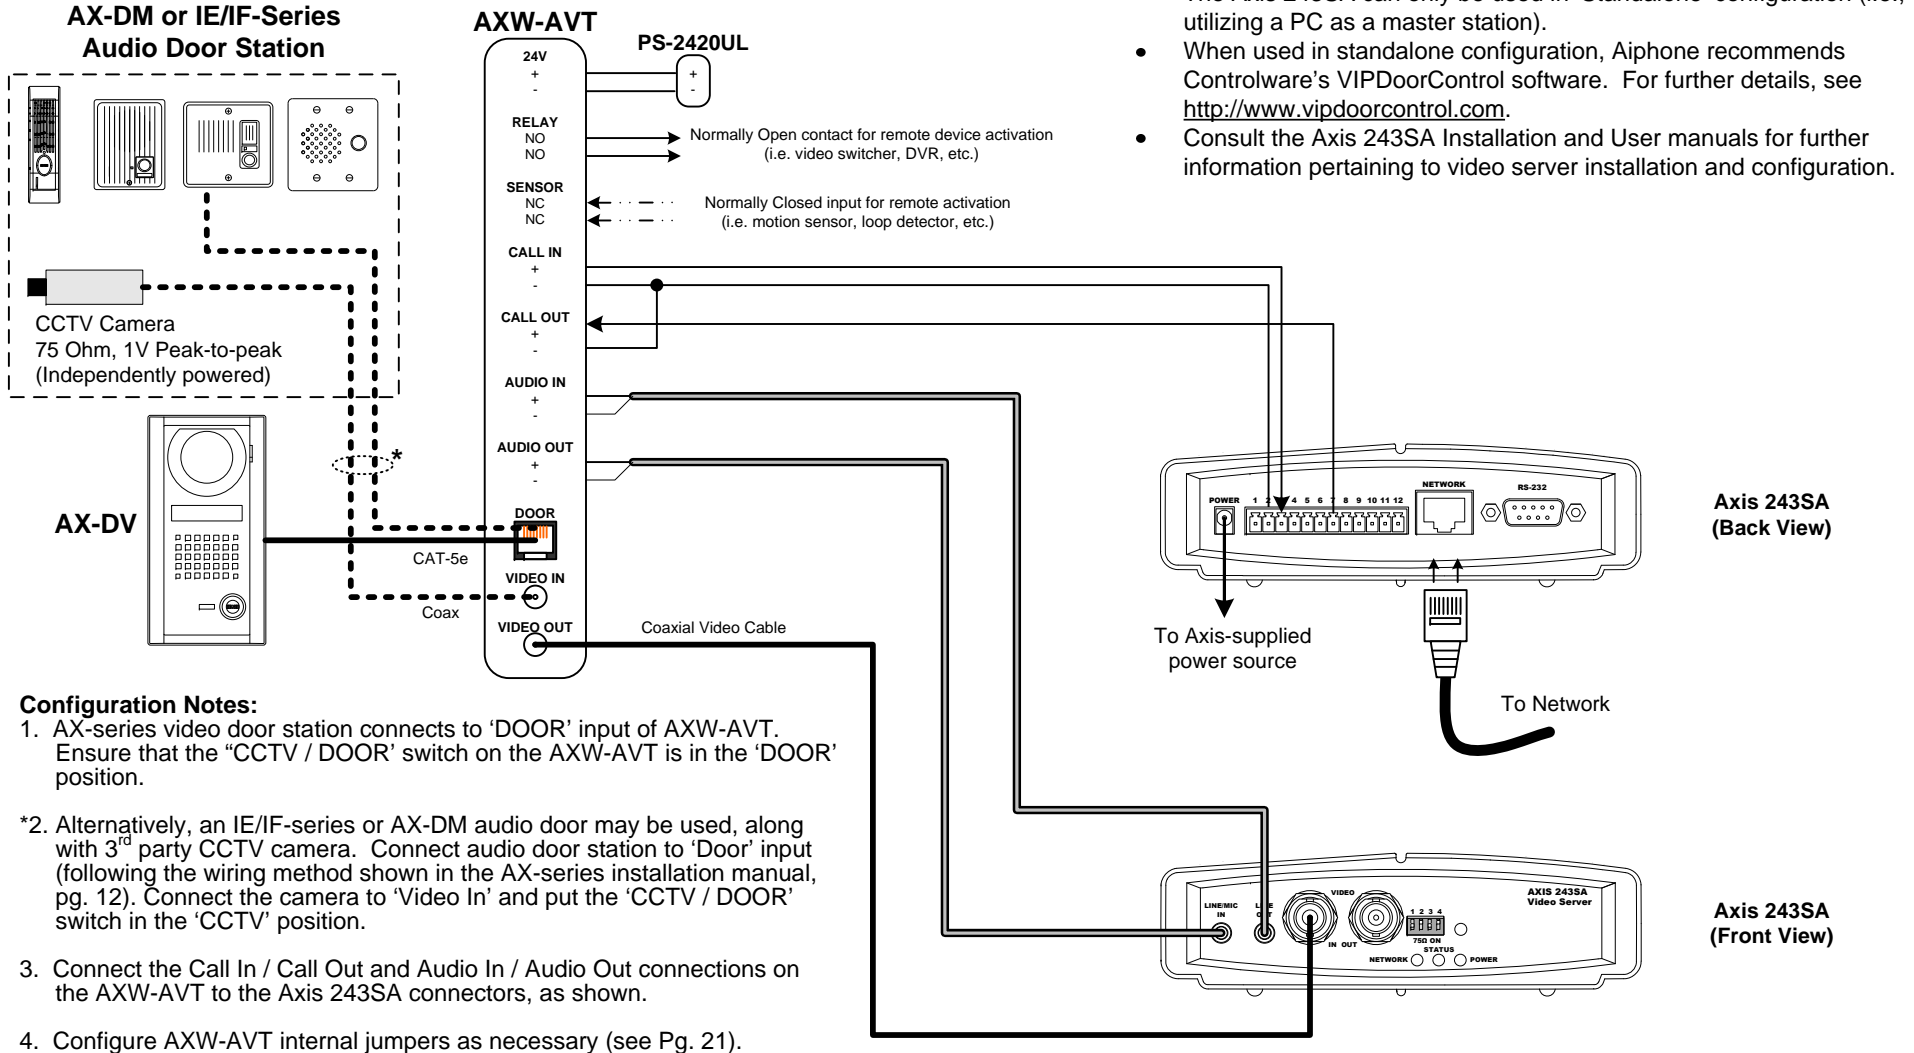 AX-DM or IE/IF-Series
Audio Door Station
CCTV Camera
75 Ohm, 1V Peak-to-peak
(Independently powered)
*
AX-DV
CAT-5e
Coax
AXW-AVT
24V
+
-
RELAY
NO
NO
SENSOR
NC
NC
CALL IN
+
-
CALL OUT
+
-
AUDIO IN
+
-
AUDIO OUT
+
-
DOOR
VIDEO IN
VIDEO OUT
PS-2420UL
+
-
Normally Open contact for remote device activation
(i.e. video switcher, DVR, etc.)
Normally Closed input for remote activation
(i.e. motion sensor, loop detector, etc.)
Coaxial Video Cable
utilizing a PC as a master station).
• When used in standalone configuration, Aiphone recommends
Controlware's VIPDoorControl software. For further details, see
http://www.vipdoorcontrol.com.
• Consult the Axis 243SA Installation and User manuals for further
information pertaining to video server installation and configuration.
POWER
1 2 4 5 6 7 8 9 10 11 12
NETWORK
RS-232
Axis 243SA
(Back View)
To Axis-supplied
power source
To Network
Configuration Notes:
1. AX-series video door station connects to ‘DOOR’ input of AXW-AVT.
Ensure that the “CCTV / DOOR’ switch on the AXW-AVT is in the ‘DOOR’
position.
*2. Alternatively, an IE/IF-series or AX-DM audio door may be used, along
with 3rd party CCTV camera. Connect audio door station to ‘Door’ input
(following the wiring method shown in the AX-series installation manual,
pg. 12). Connect the camera to ‘Video In’ and put the ‘CCTV / DOOR’
switch in the ‘CCTV’ position.
3. Connect the Call In / Call Out and Audio In / Audio Out connections on
the AXW-AVT to the Axis 243SA connectors, as shown.
4. Configure AXW-AVT internal jumpers as necessary (see Pg. 21).
LINE/MIC
IN
LINE
OUT
VIDEO
IN OUT
1 2 3 4
75Ω ON
STATUS
NETWORK
POWER
AXIS 243SA
Video Server
Axis 243SA
(Front View)